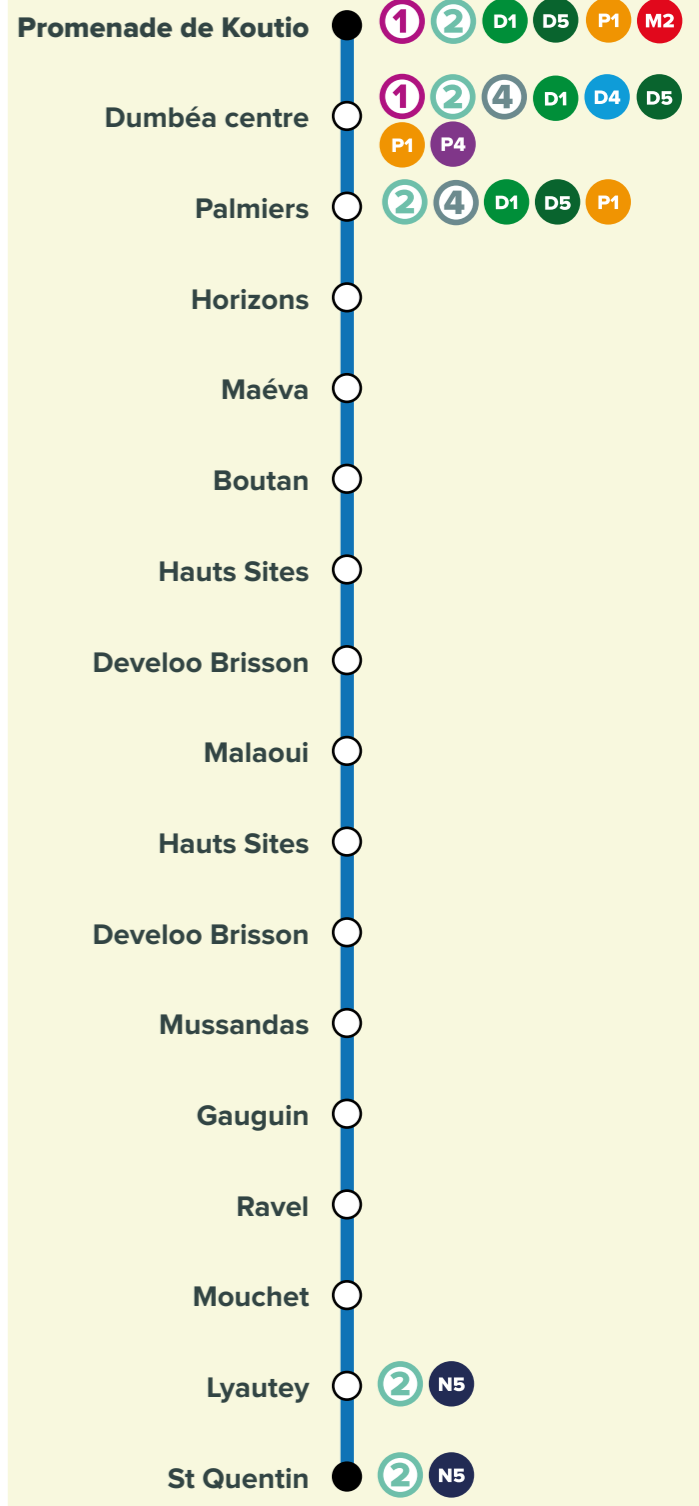 Promenade de Koutio 1 2 D1 D5 P1 M2
Dumbéa centre 1 2 4 D1 D4 D5
P1 P4
Palmiers 2 4 D1 D5 P1
Horizons
Maéva
Boutan
Hauts Sites
Develoo Brisson
Malaoui
Hauts Sites
Develoo Brisson
Mussandas
Gauguin
Ravel
Mouchet
Lyautey 2 N5
St Quentin 2 N5